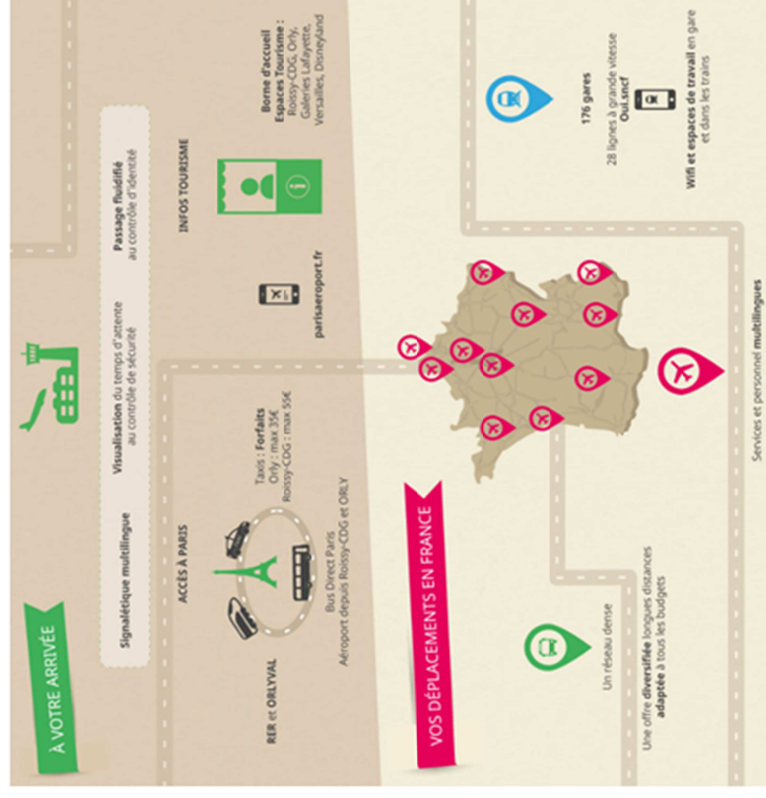 À VOTRE ARRIVÉE
Signalétique multilingue
Visualisation du temps d'attente
au contrôle de sécurité
Passage fluidifié
au contrôle d'identité
ACCÈS À PARIS
RER et ORLYVAL
Taxis : Forfaits
Orly : max 35€
Roissy-CDG : max 55€
Bus Direct Paris
Aéroport depuis Roissy-CDG et ORLY
INFOS TOURISME
parisaeroport.fr
Borne d'accueil
Espaces Tourisme :
Roissy-CDG, Orly,
Galeries Lafayette,
Versailles, Disneyland
VOS DÉPLACEMENTS EN FRANCE
Un réseau dense
Une offre diversifiée longues distances
adaptée à tous les budgets
Services et personnel multilingues
176 gares
28 lignes à grande vitesse
Oui.sncf
Wifi et espaces de travail en gare
et dans les trains